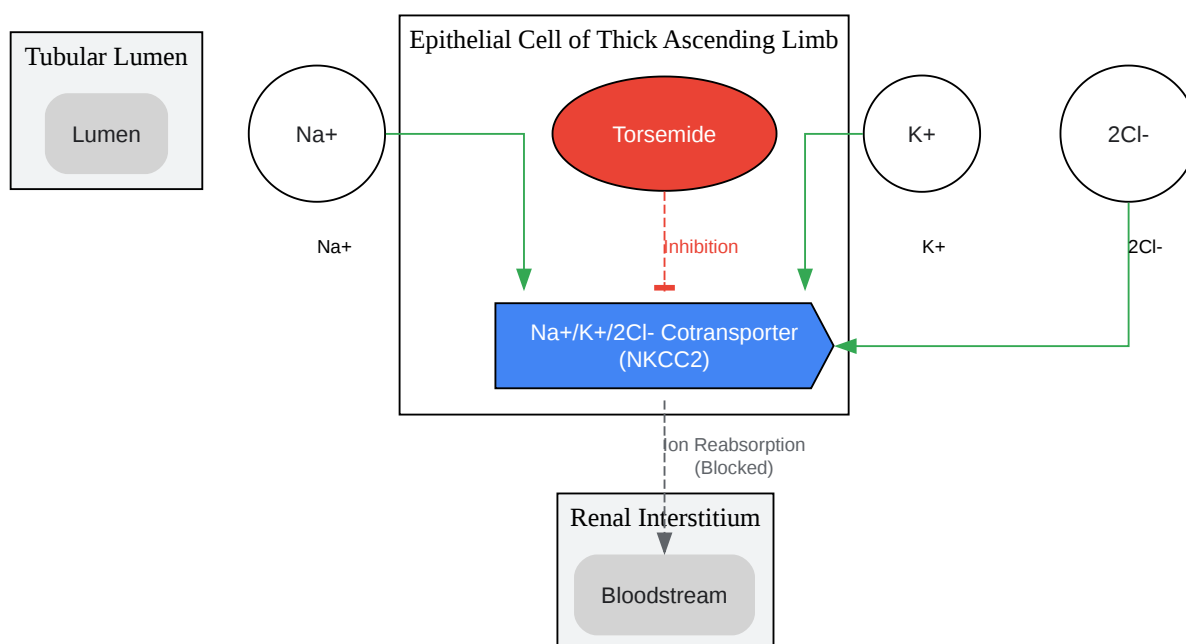 Epithelial Cell of Thick Ascending Limb
Tubular Lumen
Lumen
Na+
Torsemide
K+
2Cl-
Na+
Inhibition
K+
2Cl-
Na+/K+/2Cl- Cotransporter
(NKCC2)
Ion Reabsorption
(Blocked)
Renal Interstitium
Bloodstream